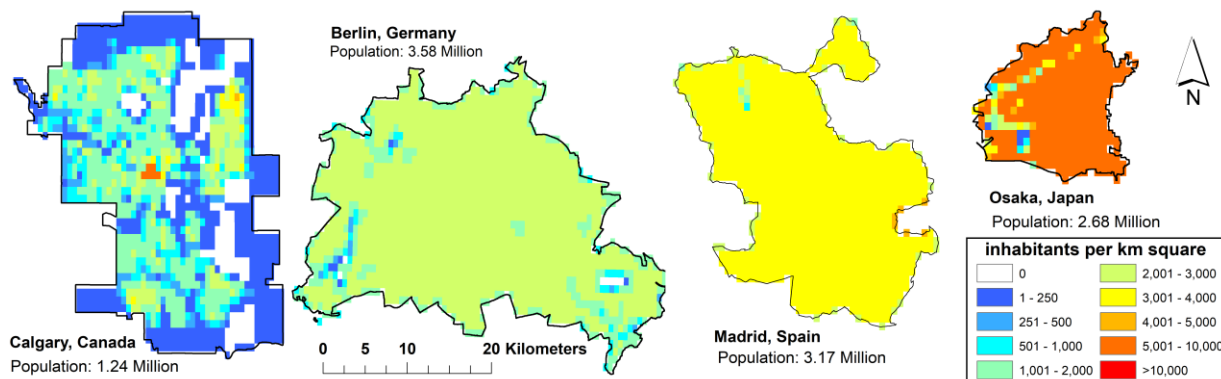 Berlin, Germany
Population: 3.58 Million
N
Osaka, Japan
Population: 2.68 Million
inhabitants per km square
0
1 - 250
251 - 500
501 - 1,000
1,001 - 2,000
2,001 - 3,000
3,001 - 4,000
4,001 - 5,000
5,001 - 10,000
>10,000
Calgary, Canada
Population: 1.24 Million
0 5 10 20 Kilometers
Madrid, Spain
Population: 3.17 Million